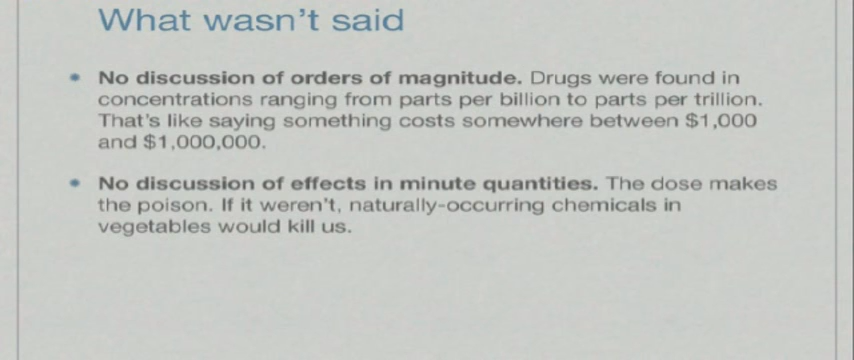 What wasn't said
• No discussion of orders of magnitude. Drugs were found in
concentrations ranging from parts per billion to parts per trillion.
That's like saying something costs somewhere between $1,000
and $1,000,000.
• No discussion of effects in minute quantities. The dose makes
the poison. If it weren't, naturally-occurring chemicals in
vegetables would kill us.